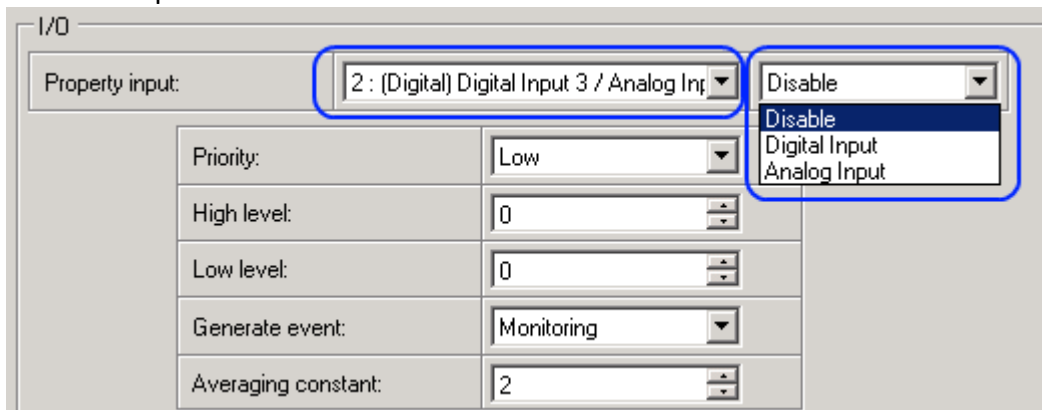 I/O
Property input: 2 : (Digital) Digital Input 3 / Analog Inp Disable
Disable
Digital Input
Analog Input
Priority: Low
High level: 0
Low level: 0
Generate event: Monitoring
Averaging constant: 2